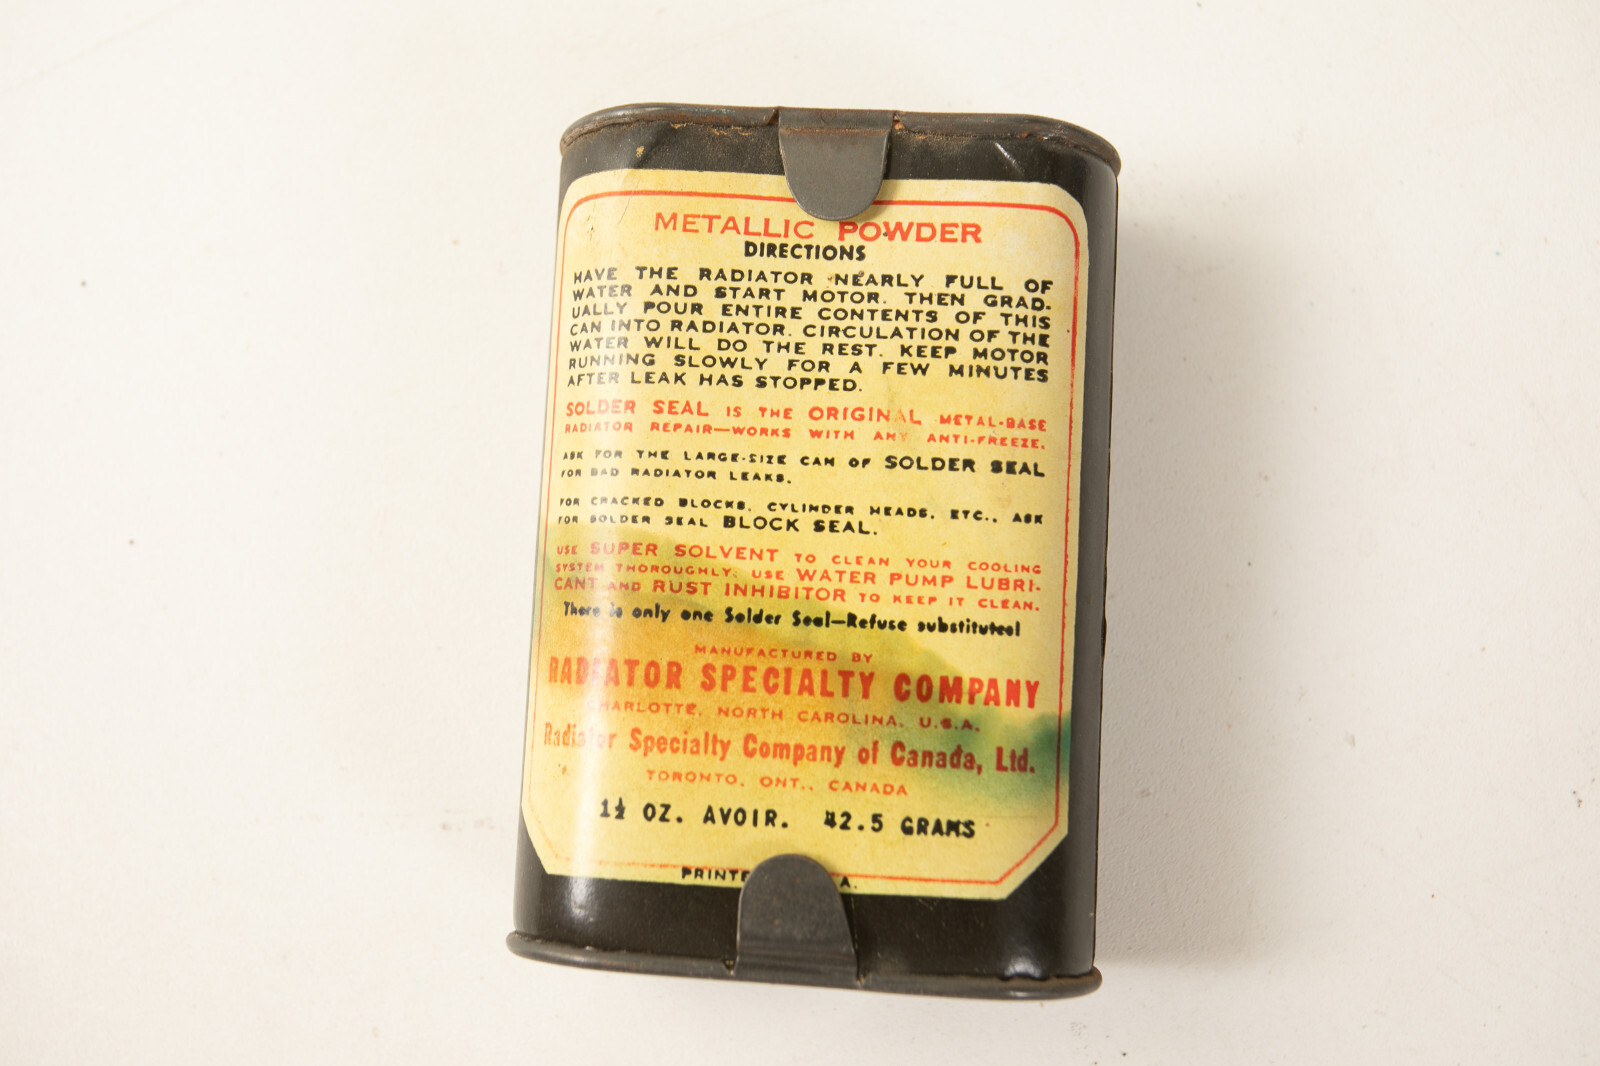 METALLIC POWDER
DIRECTIONS
HAVE THE RADIATOR NEARLY FULL OF
WATER AND START MOTOR. THEN GRAD-
UALLY POUR ENTIRE CONTENTS OF THIS
CAN INTO RADIATOR. CIRCULATION OF THE
WATER WILL DO THE REST. KEEP MOTOR
RUNNING SLOWLY FOR A FEW MINUTES
AFTER LEAK HAS STOPPED.
SOLDER SEAL IS THE ORIGINAL METAL-BASE
RADIATOR REPAIR—WORKS WITH ANY ANTI-FREEZE.
ASK FOR THE LARGE-SIZE CAN OF SOLDER SEAL
FOR BAD RADIATOR LEAKS.
FOR CRACKED BLOCKS, CYLINDER HEADS, ETC., ASK
FOR SOLDER SEAL BLOCK SEAL.
USE SUPER SOLVENT TO CLEAN YOUR COOLING
SYSTEM THOROUGHLY. USE WATER PUMP LUBRI-
CANT AND RUST INHIBITOR TO KEEP IT CLEAN.
There is only one Solder Seal—Refuse substitutes!
MANUFACTURED BY
RADIATOR SPECIALTY COMPANY
CHARLOTTE, NORTH CAROLINA, U.S.A.
Radiator Specialty Company of Canada, Ltd.
TORONTO, ONT., CANADA
1½ OZ. AVOIR. 42.5 GRAMS
PRINTE A.